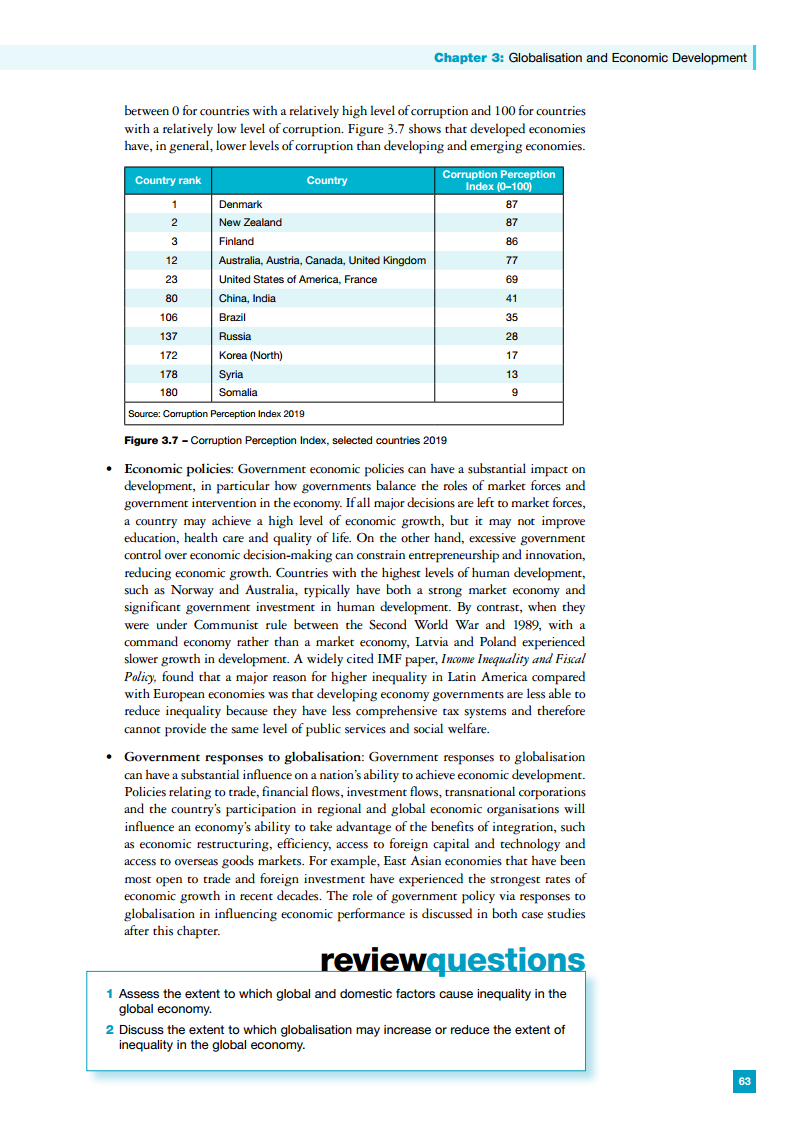 Chapter 3: Globalisation and Economic Development
between 0 for countries with a relatively high level of corruption and 100 for countries
with a relatively low level of corruption. Figure 3.7 shows that developed economies
have, in general, lower levels of corruption than developing and emerging economies.
Country rank Country Corruption Perception Index (0–100)
1 Denmark 87
2 New Zealand 87
3 Finland 86
12 Australia, Austria, Canada, United Kingdom 77
23 United States of America, France 69
80 China, India 41
106 Brazil 35
137 Russia 28
172 Korea (North) 17
178 Syria 13
180 Somalia 9
Source: Corruption Perception Index 2019
Figure 3.7 – Corruption Perception Index, selected countries 2019
• Economic policies: Government economic policies can have a substantial impact on
development, in particular how governments balance the roles of market forces and
government intervention in the economy. If all major decisions are left to market forces,
a country may achieve a high level of economic growth, but it may not improve
education, health care and quality of life. On the other hand, excessive government
control over economic decision-making can constrain entrepreneurship and innovation,
reducing economic growth. Countries with the highest levels of human development,
such as Norway and Australia, typically have both a strong market economy and
significant government investment in human development. By contrast, when they
were under Communist rule between the Second World War and 1989, with a
command economy rather than a market economy, Latvia and Poland experienced
slower growth in development. A widely cited IMF paper, Income Inequality and Fiscal
Policy, found that a major reason for higher inequality in Latin America compared
with European economies was that developing economy governments are less able to
reduce inequality because they have less comprehensive tax systems and therefore
cannot provide the same level of public services and social welfare.
• Government responses to globalisation: Government responses to globalisation
can have a substantial influence on a nation's ability to achieve economic development.
Policies relating to trade, financial flows, investment flows, transnational corporations
and the country's participation in regional and global economic organisations will
influence an economy's ability to take advantage of the benefits of integration, such
as economic restructuring, efficiency, access to foreign capital and technology and
access to overseas goods markets. For example, East Asian economies that have been
most open to trade and foreign investment have experienced the strongest rates of
economic growth in recent decades. The role of government policy via responses to
globalisation in influencing economic performance is discussed in both case studies
after this chapter.
reviewquestions
1 Assess the extent to which global and domestic factors cause inequality in the
global economy.
2 Discuss the extent to which globalisation may increase or reduce the extent of
inequality in the global economy.
63